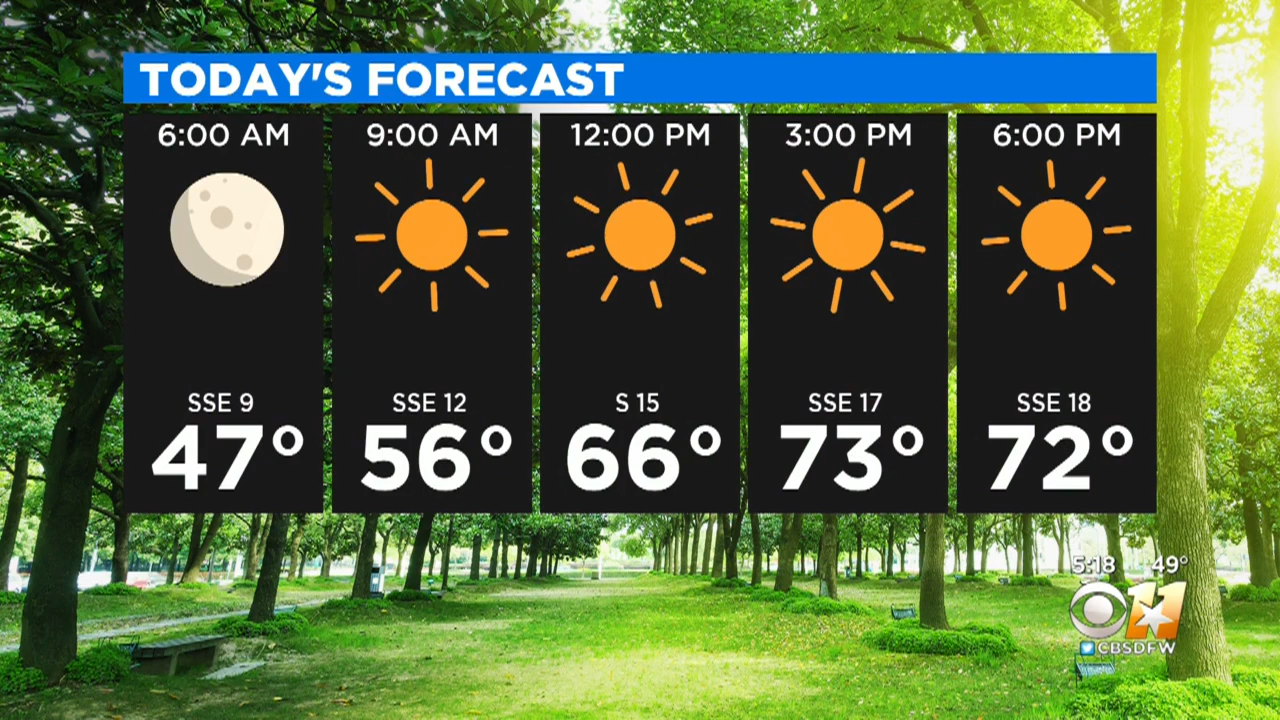 TODAY'S FORECAST
6:00 AM
9:00 AM
12:00 PM
3:00 PM
6:00 PM
SSE 9
SSE 12
S 15
SSE 17
SSE 18
47°
56°
66°
73°
72°
5:18 49°
11
CBSDFW